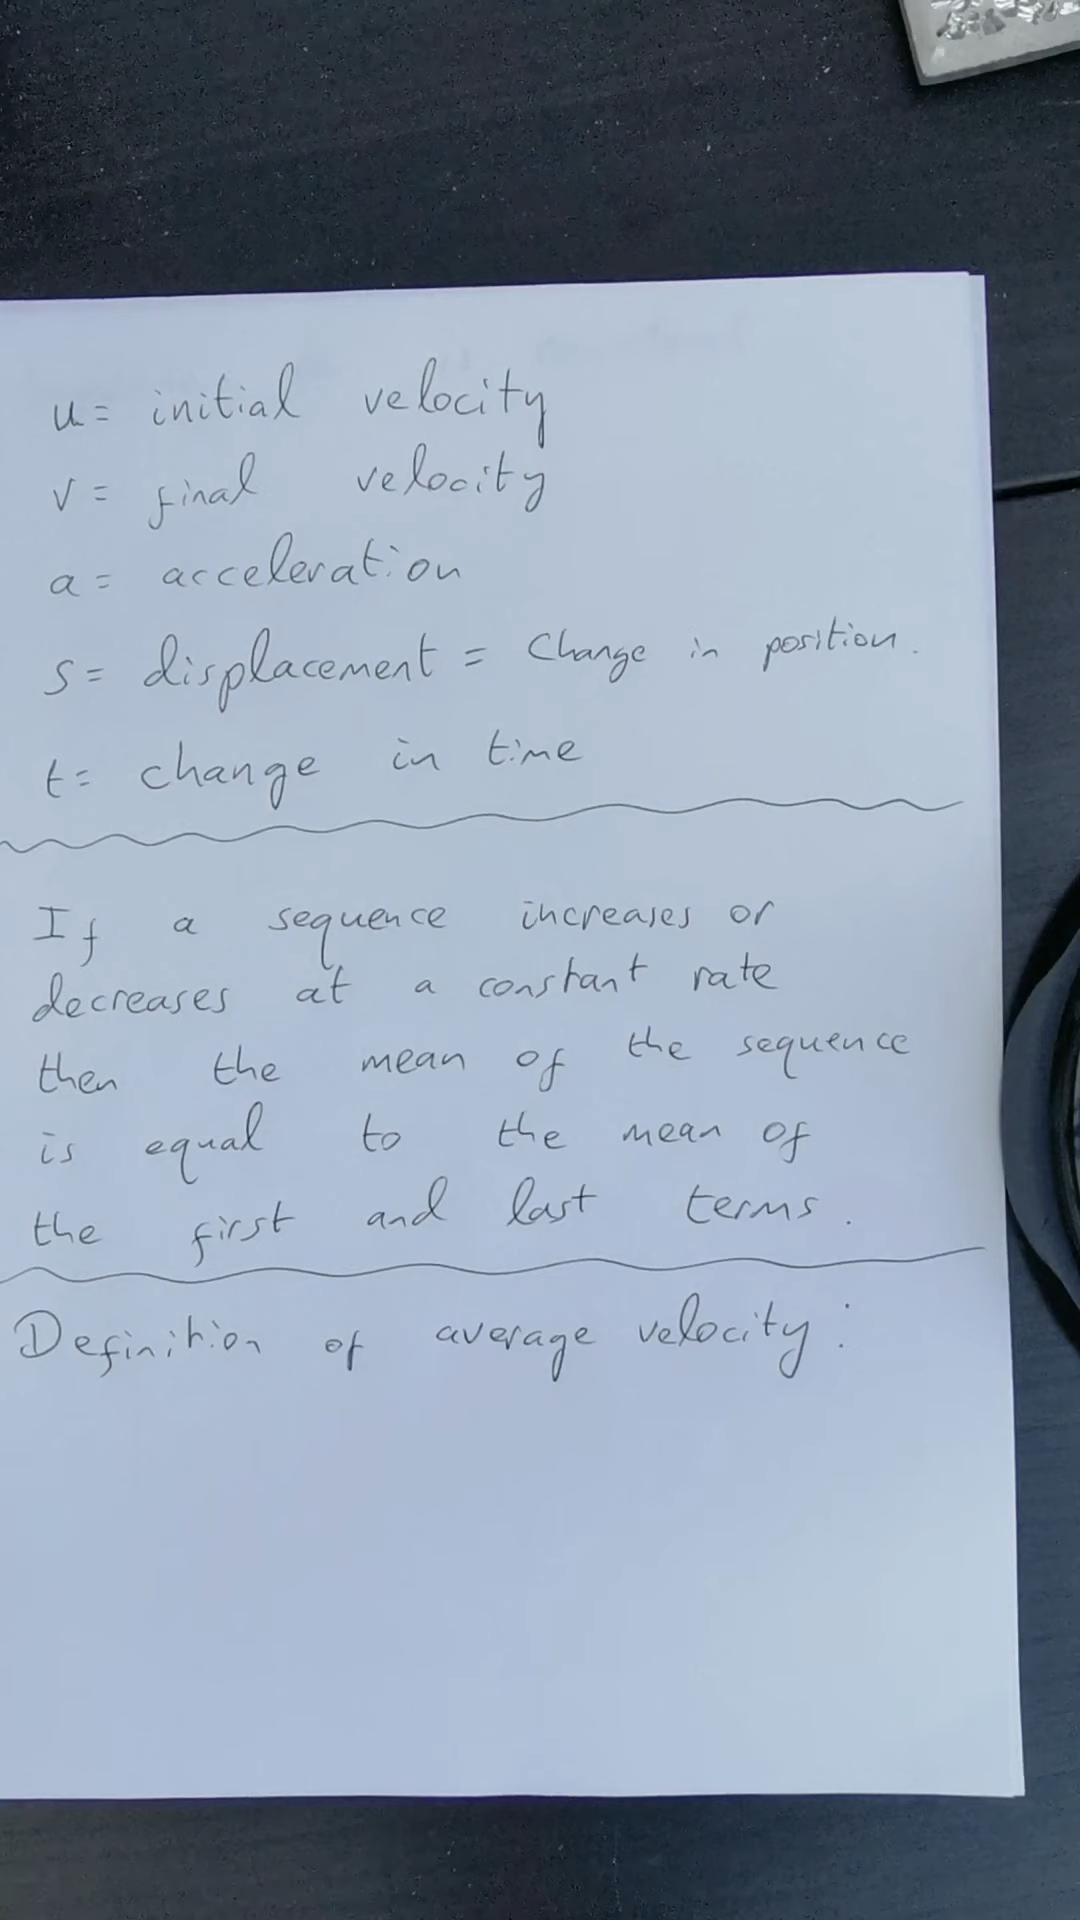 u= initial velocity
v= final velocity
a= acceleration
s= displacement = Change in position.
t= change in time
If a sequence increases or
decreases at a constant rate
then the mean of the sequence
is equal to the mean of
the first and last terms.
Definition of average velocity: